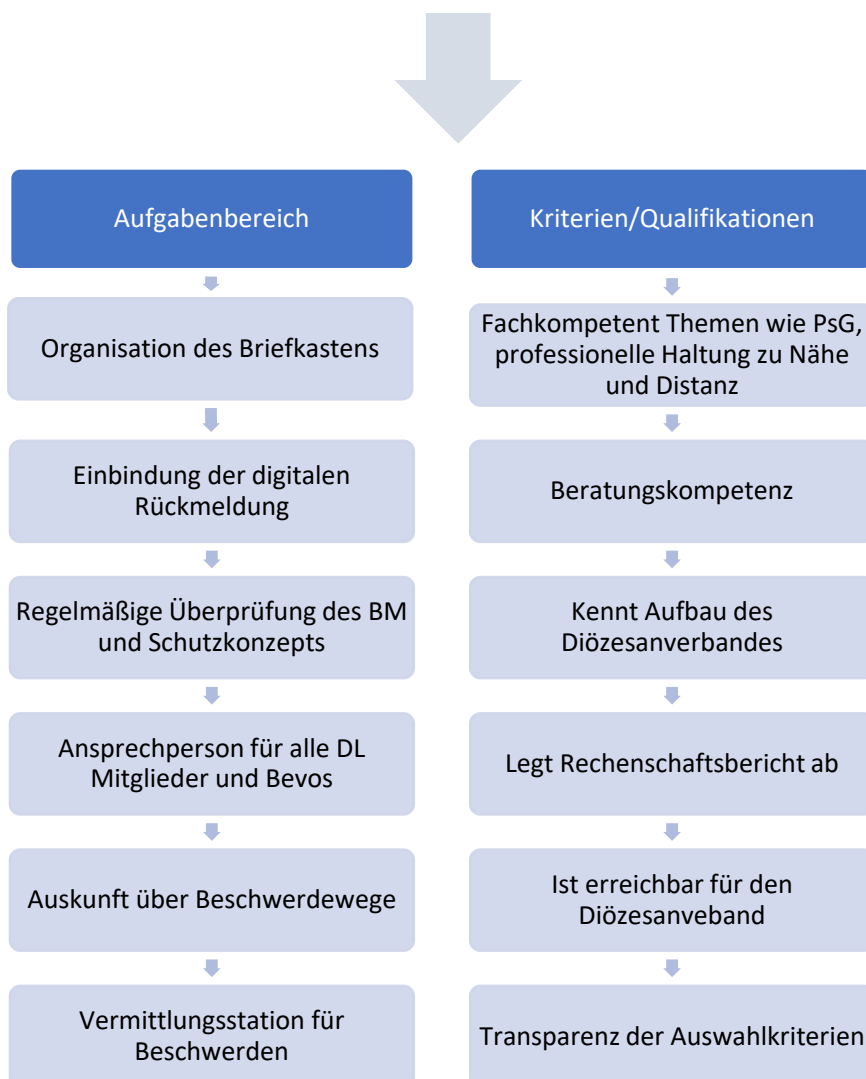 Aufgabenbereich
Organisation des Briefkastens
Einbindung der digitalen
Rückmeldung
Regelmäßige Überprüfung des BM
und Schutzkonzepts
Ansprechperson für alle DL
Mitglieder und Bevos
Auskunft über Beschwerdewege
Vermittlungsstation für
Beschwerden
Kriterien/Qualifikationen
Fachkompetent Themen wie PsG,
professionelle Haltung zu Nähe
und Distanz
Beratungskompetenz
Kennt Aufbau des
Diözesanverbandes
Legt Rechenschaftsbericht ab
Ist erreichbar für den
Diözesanveband
Transparenz der Auswahlkriterien